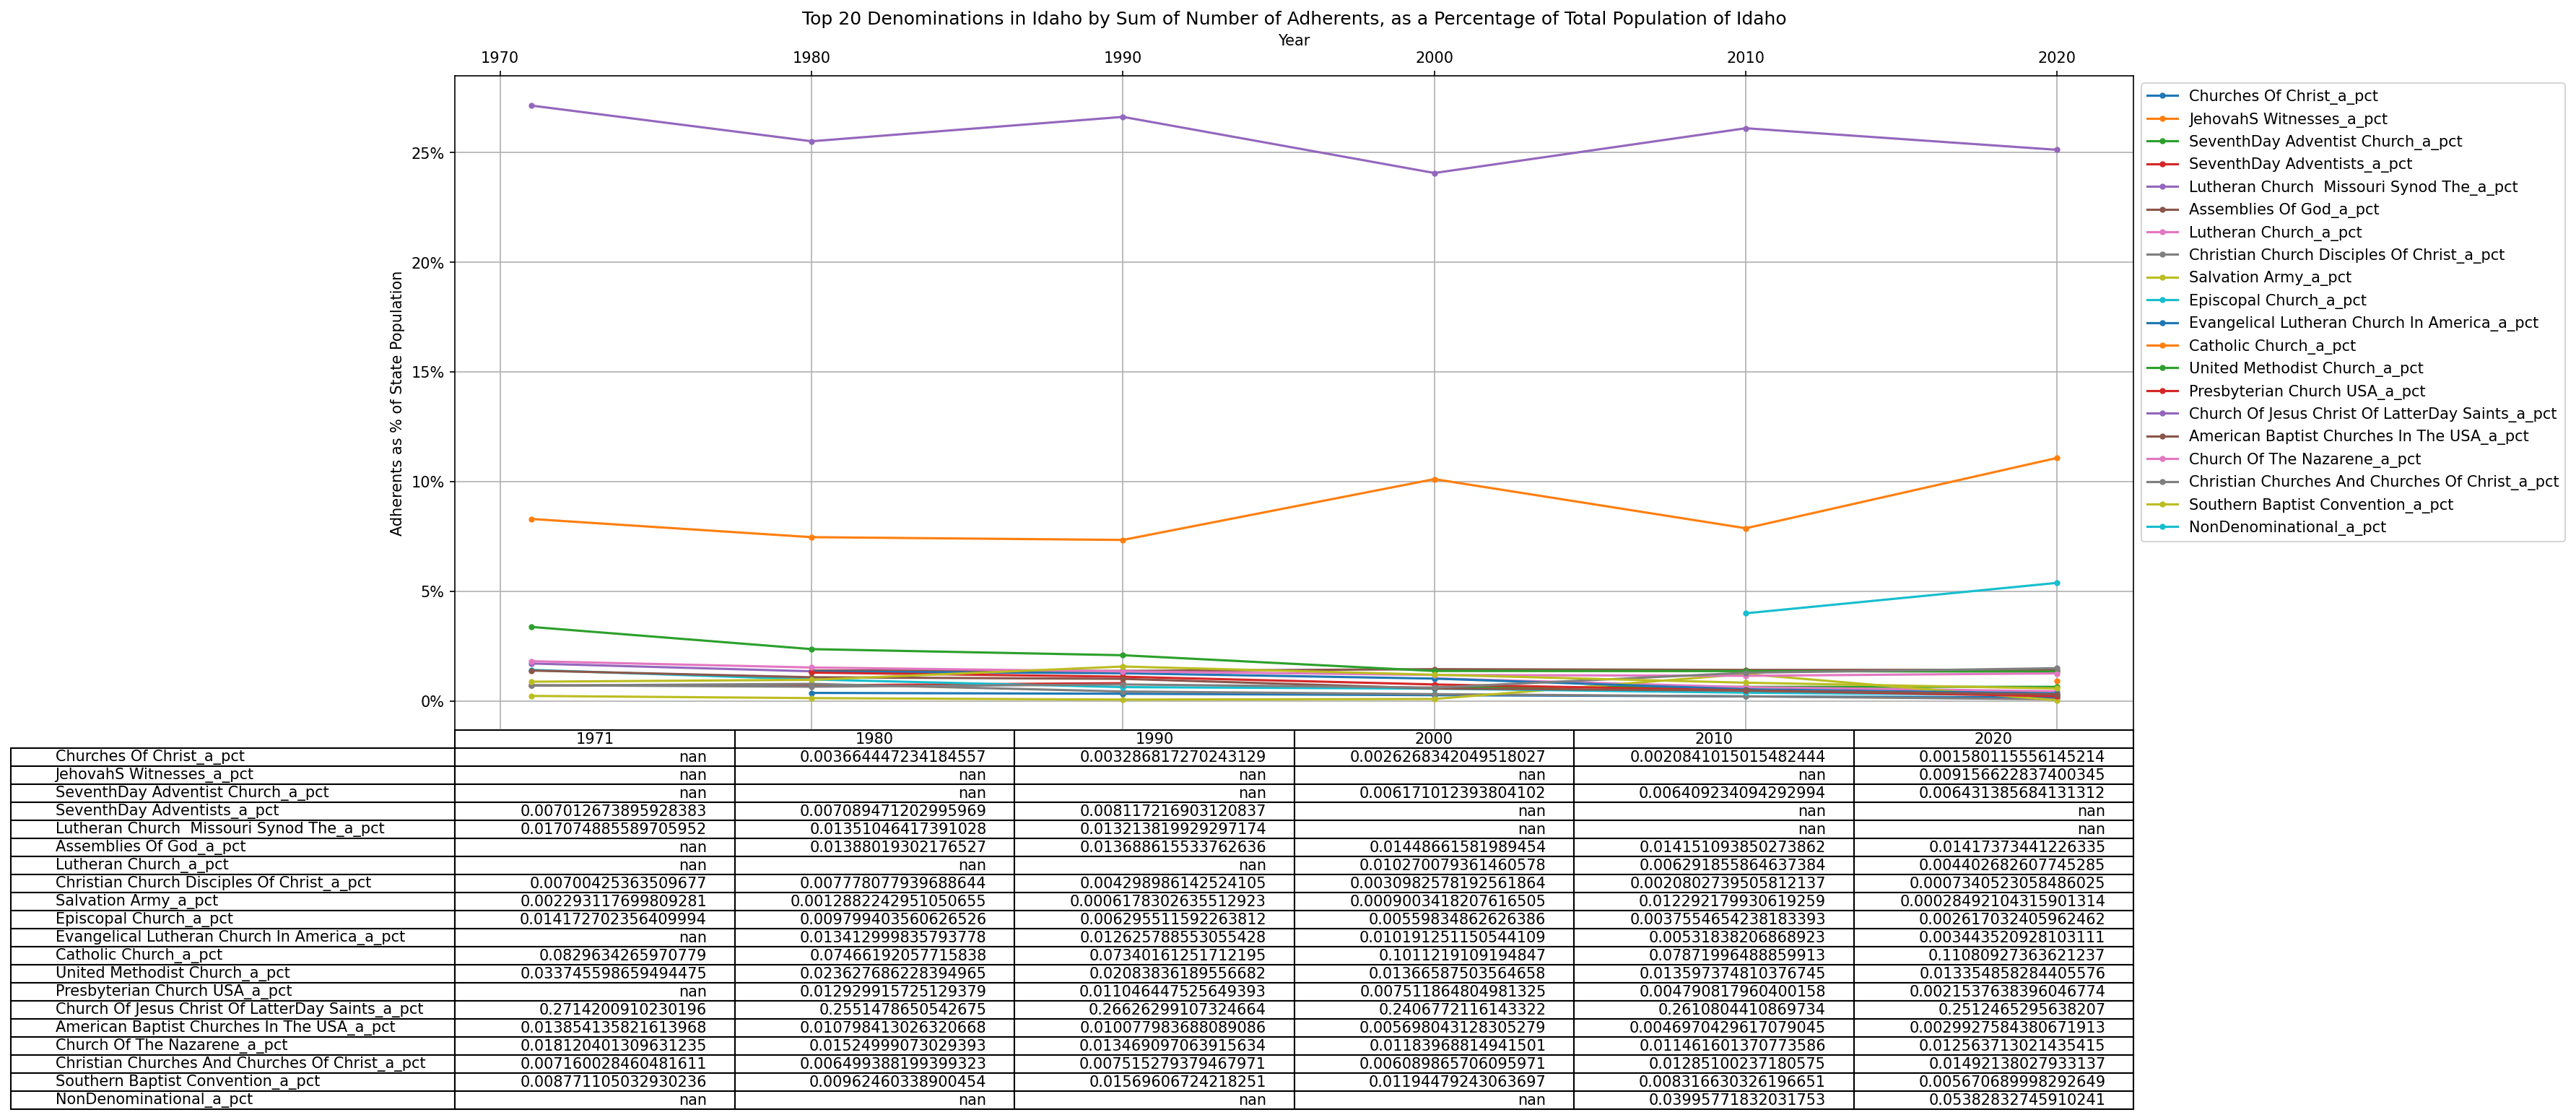 Top 20 Denominations in Idaho by Sum of Number of Adherents, as a Percentage of Total Population of Idaho
Year
1970 1980 1990 2000 2010 2020
Adherents as % of State Population
25%
20%
15%
10%
5%
0%
Churches Of Christ_a_pct
JehovahS Witnesses_a_pct
SeventhDay Adventist Church_a_pct
SeventhDay Adventists_a_pct
Lutheran Church  Missouri Synod The_a_pct
Assemblies Of God_a_pct
Lutheran Church_a_pct
Christian Church Disciples Of Christ_a_pct
Salvation Army_a_pct
Episcopal Church_a_pct
Evangelical Lutheran Church In America_a_pct
Catholic Church_a_pct
United Methodist Church_a_pct
Presbyterian Church USA_a_pct
Church Of Jesus Christ Of LatterDay Saints_a_pct
American Baptist Churches In The USA_a_pct
Church Of The Nazarene_a_pct
Christian Churches And Churches Of Christ_a_pct
Southern Baptist Convention_a_pct
NonDenominational_a_pct
1971 1980 1990 2000 2010 2020
Churches Of Christ_a_pct nan 0.003664447234184557 0.003286817270243129 0.0026268342049518027 0.0020841015015482444 0.001580115556145214
JehovahS Witnesses_a_pct nan nan nan nan nan 0.009156622837400345
SeventhDay Adventist Church_a_pct nan nan nan 0.006171012393804102 0.006409234094292994 0.006431385684131312
SeventhDay Adventists_a_pct 0.007012673895928383 0.007089471202995969 0.008117216903120837 nan nan nan
Lutheran Church  Missouri Synod The_a_pct 0.017074885589705952 0.01351046417391028 0.013213819929297174 nan nan nan
Assemblies Of God_a_pct nan 0.01388019302176527 0.013688615533762636 0.01448661581989454 0.014151093850273862 0.01417373441226335
Lutheran Church_a_pct nan nan nan 0.010270079361460578 0.006291855864637384 0.004402682607745285
Christian Church Disciples Of Christ_a_pct 0.00700425363509677 0.007778077939688644 0.004298986142524105 0.0030982578192561864 0.0020802739505812137 0.0007340523058486025
Salvation Army_a_pct 0.002293117699809281 0.0012882242951050655 0.0006178302635512923 0.0009003418207616505 0.012292179930619259 0.00028492104315901314
Episcopal Church_a_pct 0.014172702356409994 0.009799403560626526 0.006295511592263812 0.00559834862626386 0.0037554654238183393 0.002617032405962462
Evangelical Lutheran Church In America_a_pct nan 0.013412999835793778 0.012625788553055428 0.010191251150544109 0.00531838206868923 0.003443520928103111
Catholic Church_a_pct 0.0829634265970779 0.07466192057715838 0.07340161251712195 0.1011219109194847 0.07871996488859913 0.11080927363621237
United Methodist Church_a_pct 0.033745598659494475 0.023627686228394965 0.02083836189556682 0.01366587503564658 0.013597374810376745 0.013354858284405576
Presbyterian Church USA_a_pct nan 0.012929915725129379 0.011046447525649393 0.007511864804981325 0.004790817960400158 0.0021537638396046774
Church Of Jesus Christ Of LatterDay Saints_a_pct 0.2714200910230196 0.2551478650542675 0.26626299107324664 0.2406772116143322 0.2610804410869734 0.2512465295638207
American Baptist Churches In The USA_a_pct 0.013854135821613968 0.010798413026320668 0.010077983688089086 0.005698043128305279 0.0046970429617079045 0.0029927584380671913
Church Of The Nazarene_a_pct 0.018120401309631235 0.01524999073029393 0.013469097063915634 0.01183968814941501 0.011461601370773586 0.012563713021435415
Christian Churches And Churches Of Christ_a_pct 0.007160028460481611 0.006499388199399323 0.007515279379467971 0.006089865706095971 0.01285100237180575 0.01492138027933137
Southern Baptist Convention_a_pct 0.008771105032930236 0.00962460338900454 0.01569606724218251 0.01194479243063697 0.008316630326196651 0.005670689998292649
NonDenominational_a_pct nan nan nan nan 0.03995771832031753 0.05382832745910241